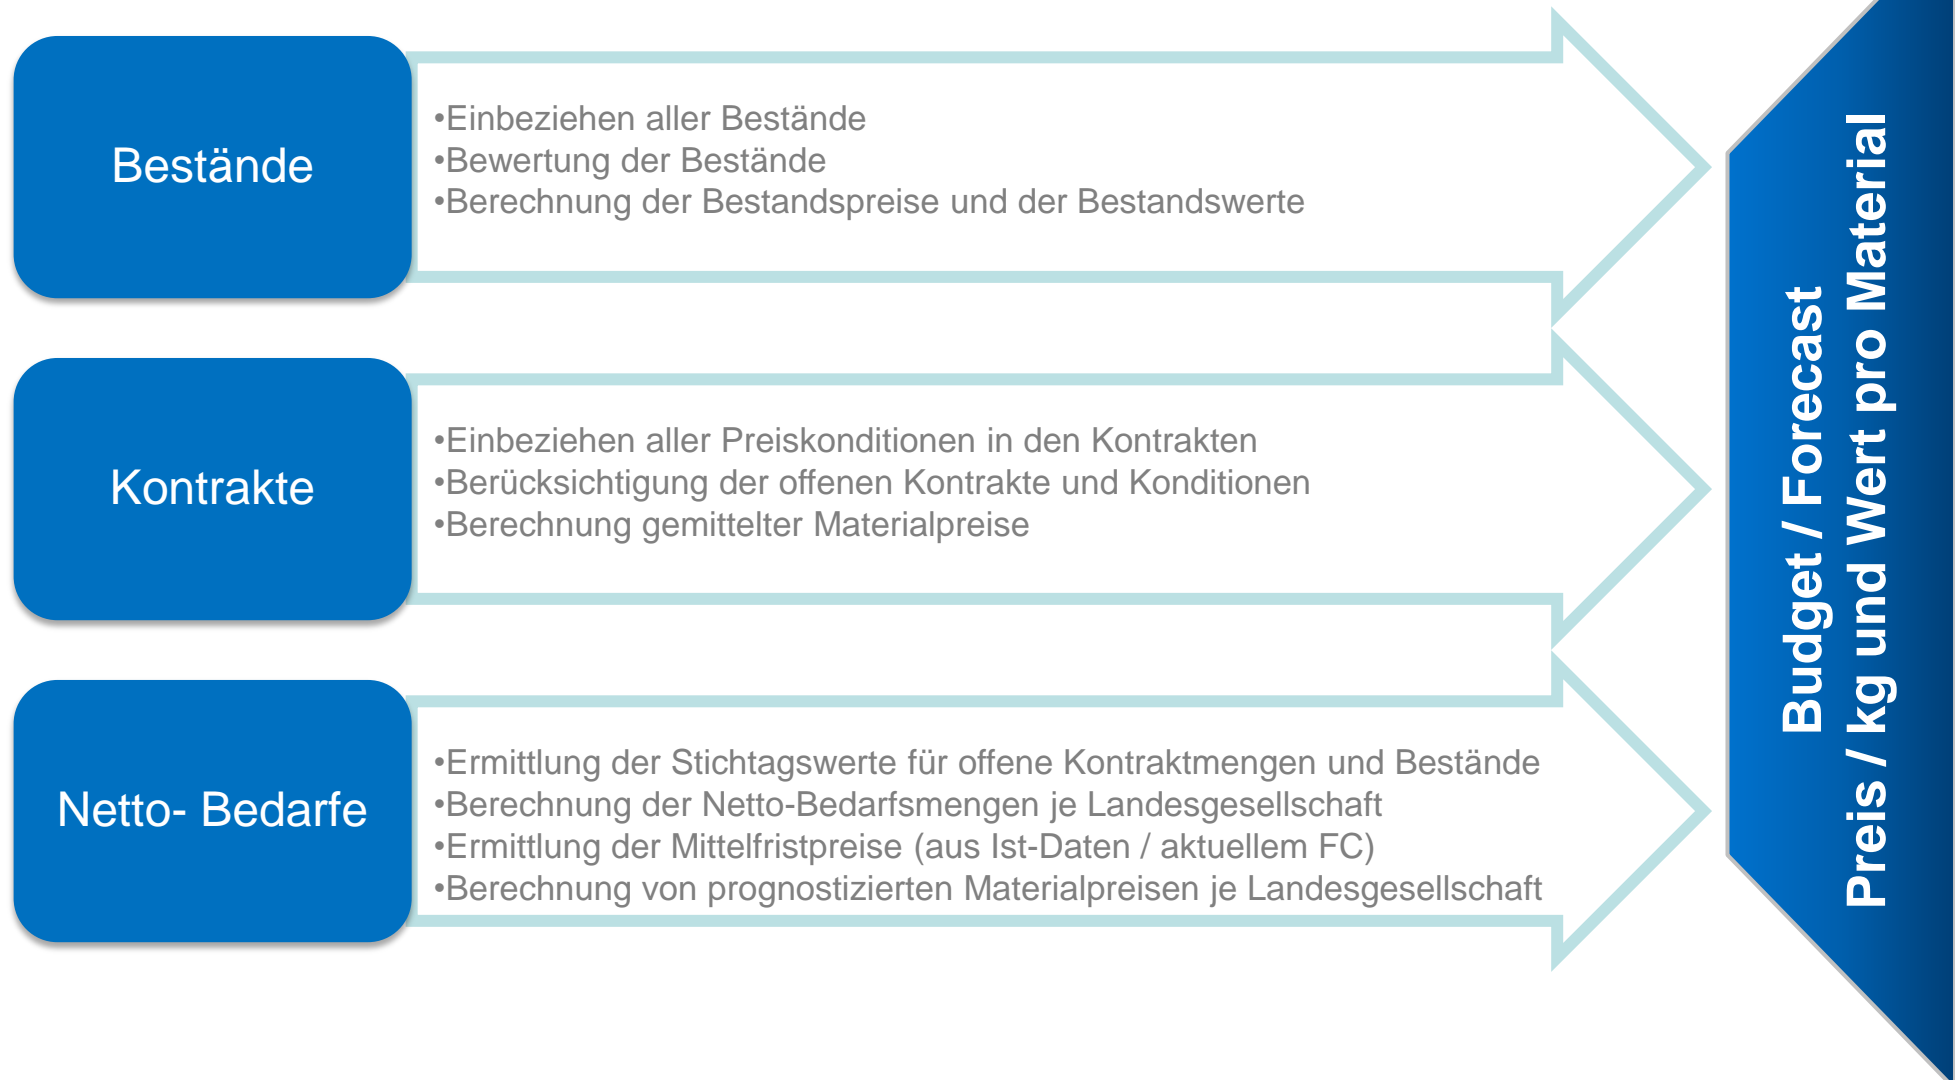 Bestände
•Einbeziehen aller Bestände
•Bewertung der Bestände
•Berechnung der Bestandspreise und der Bestandswerte
Kontrakte
•Einbeziehen aller Preiskonditionen in den Kontrakten
•Berücksichtigung der offenen Kontrakte und Konditionen
•Berechnung gemittelter Materialpreise
Netto- Bedarfe
•Ermittlung der Stichtagswerte für offene Kontraktmengen und Bestände
•Berechnung der Netto-Bedarfsmengen je Landesgesellschaft
•Ermittlung der Mittelfristpreise (aus Ist-Daten / aktuellem FC)
•Berechnung von prognostizierten Materialpreisen je Landesgesellschaft
Budget / Forecast
Preis / kg und Wert pro Material